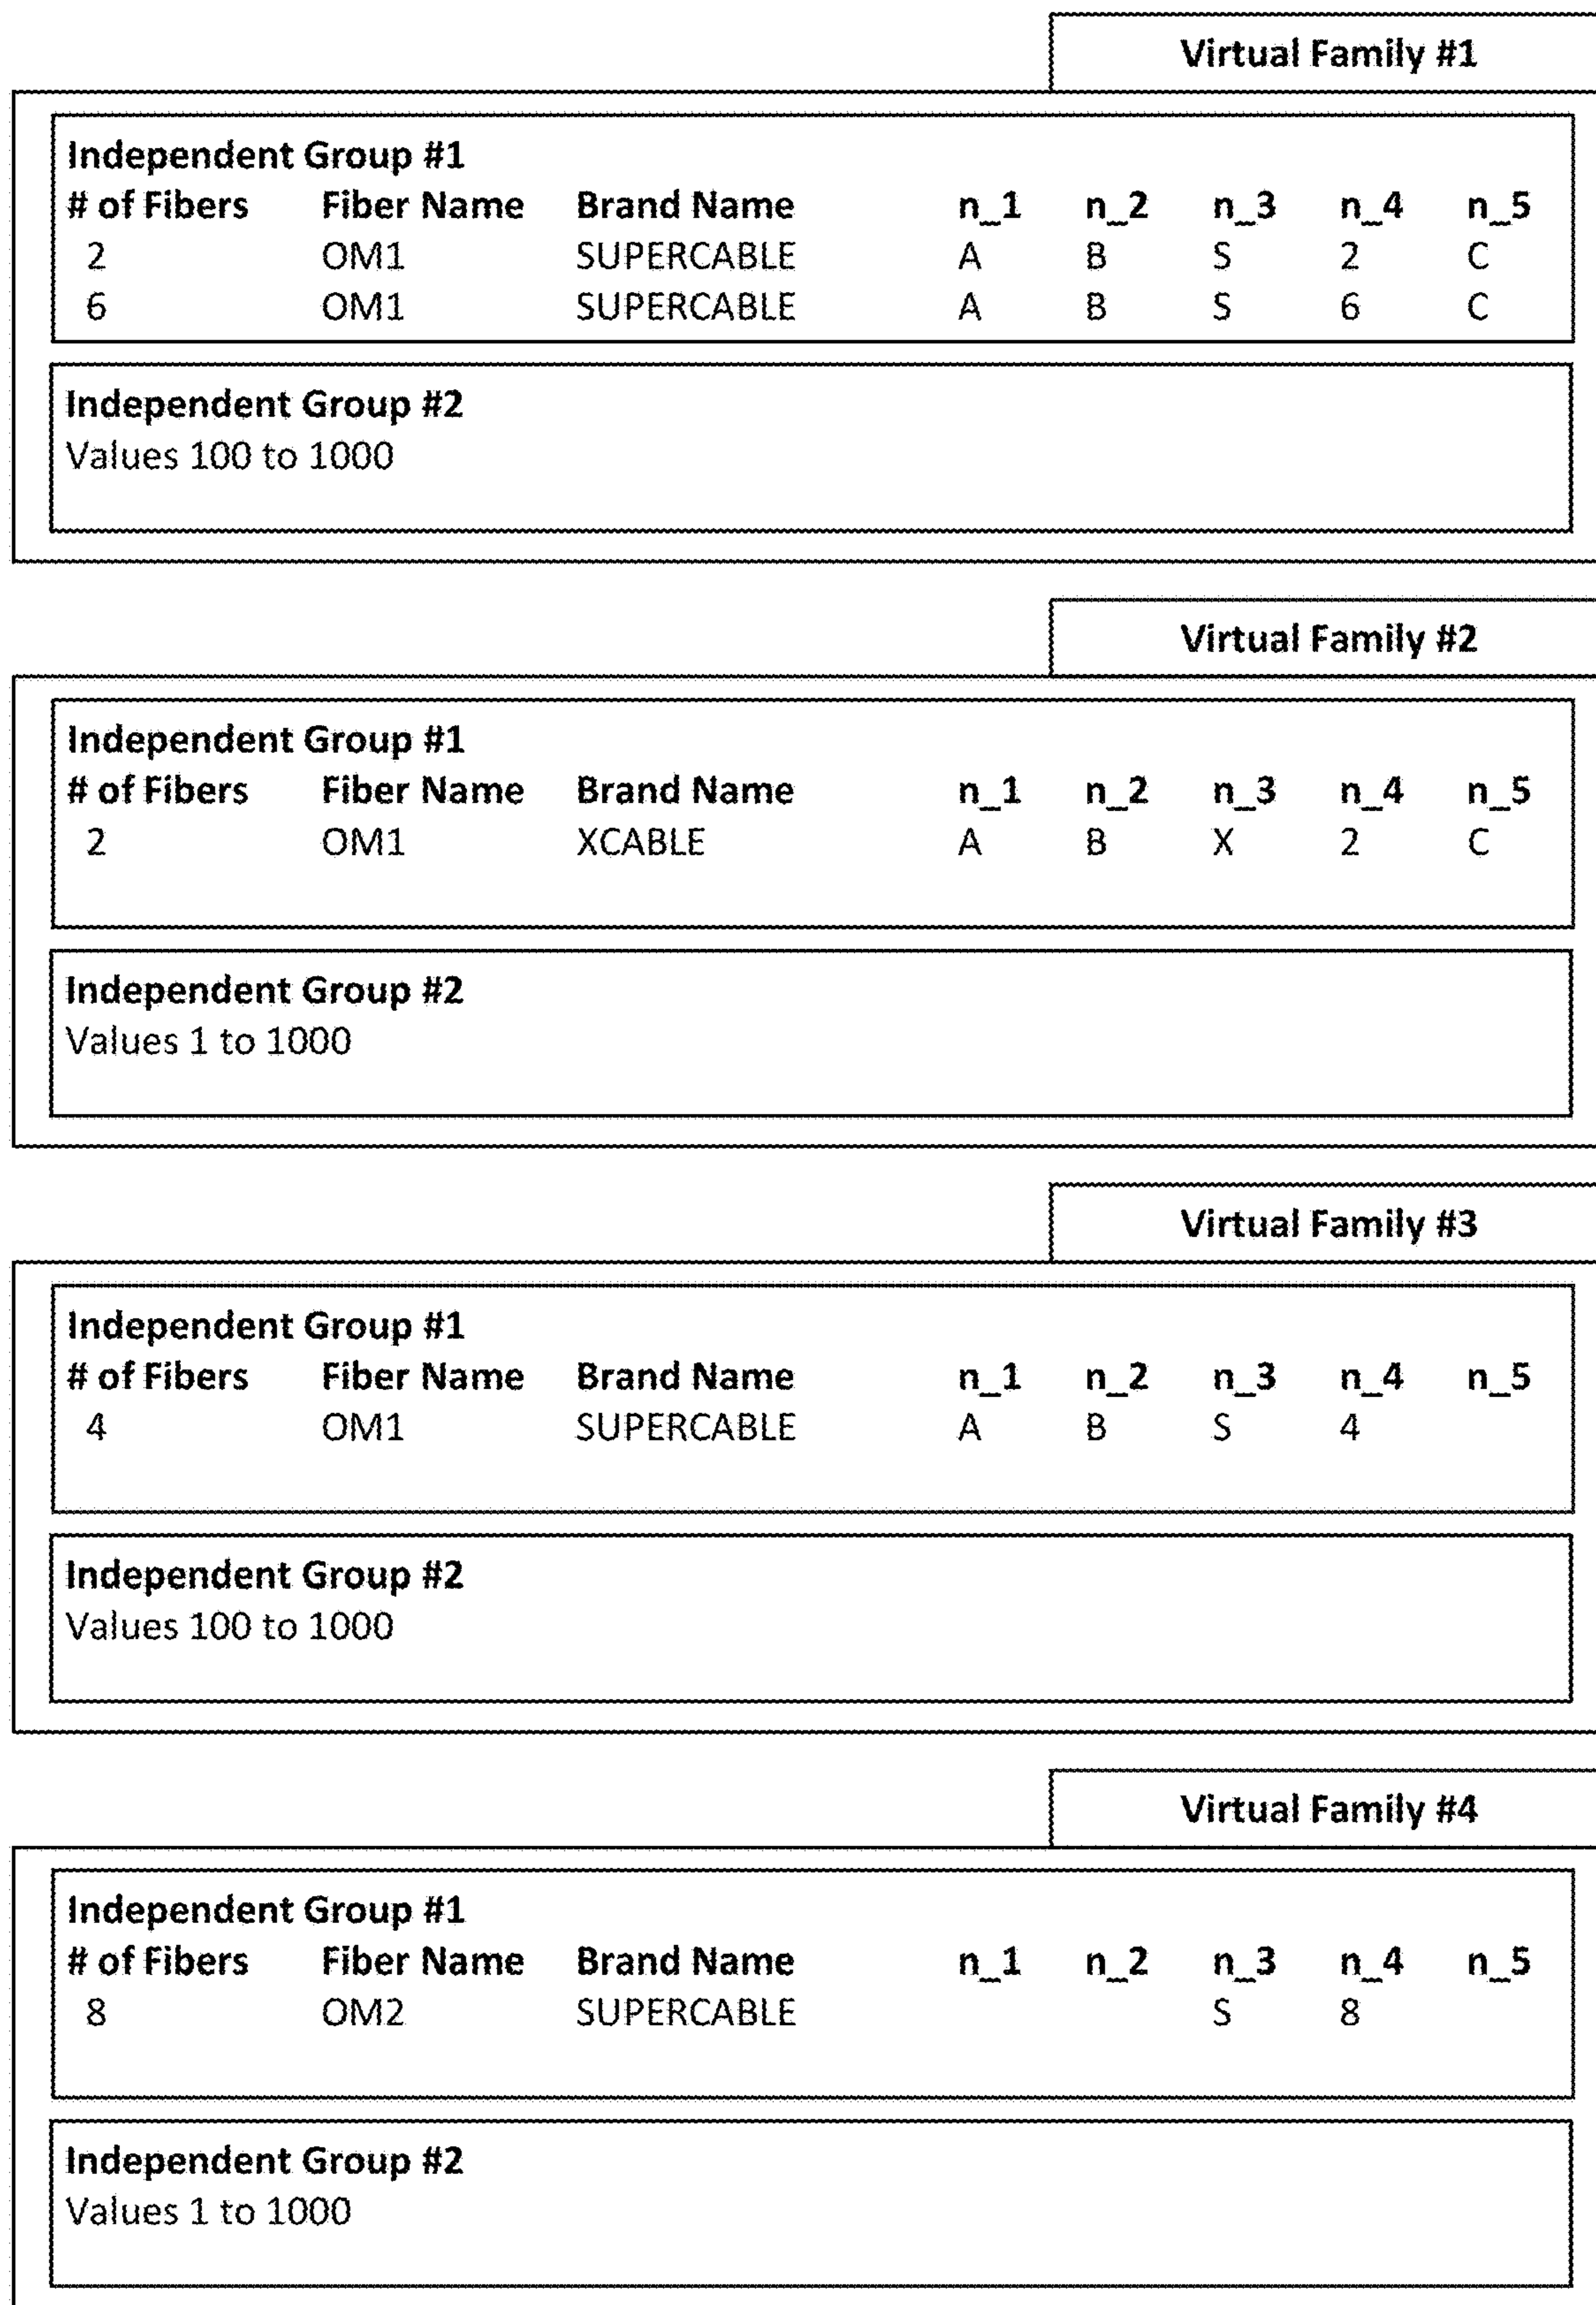 Virtual Family #1
Independent Group #1
# of Fibers Fiber Name Brand Name n_1 n_2 n_3 n_4 n_5
2 OM1 SUPERCABLE A B S 2 C
6 OM1 SUPERCABLE A B S 6 C
Independent Group #2
Values 100 to 1000
Virtual Family #2
Independent Group #1
# of Fibers Fiber Name Brand Name n_1 n_2 n_3 n_4 n_5
2 OM1 XCABLE A B X 2 C
Independent Group #2
Values 1 to 1000
Virtual Family #3
Independent Group #1
# of Fibers Fiber Name Brand Name n_1 n_2 n_3 n_4 n_5
4 OM1 SUPERCABLE A B S 4
Independent Group #2
Values 100 to 1000
Virtual Family #4
Independent Group #1
# of Fibers Fiber Name Brand Name n_1 n_2 n_3 n_4 n_5
8 OM2 SUPERCABLE S 8
Independent Group #2
Values 1 to 1000